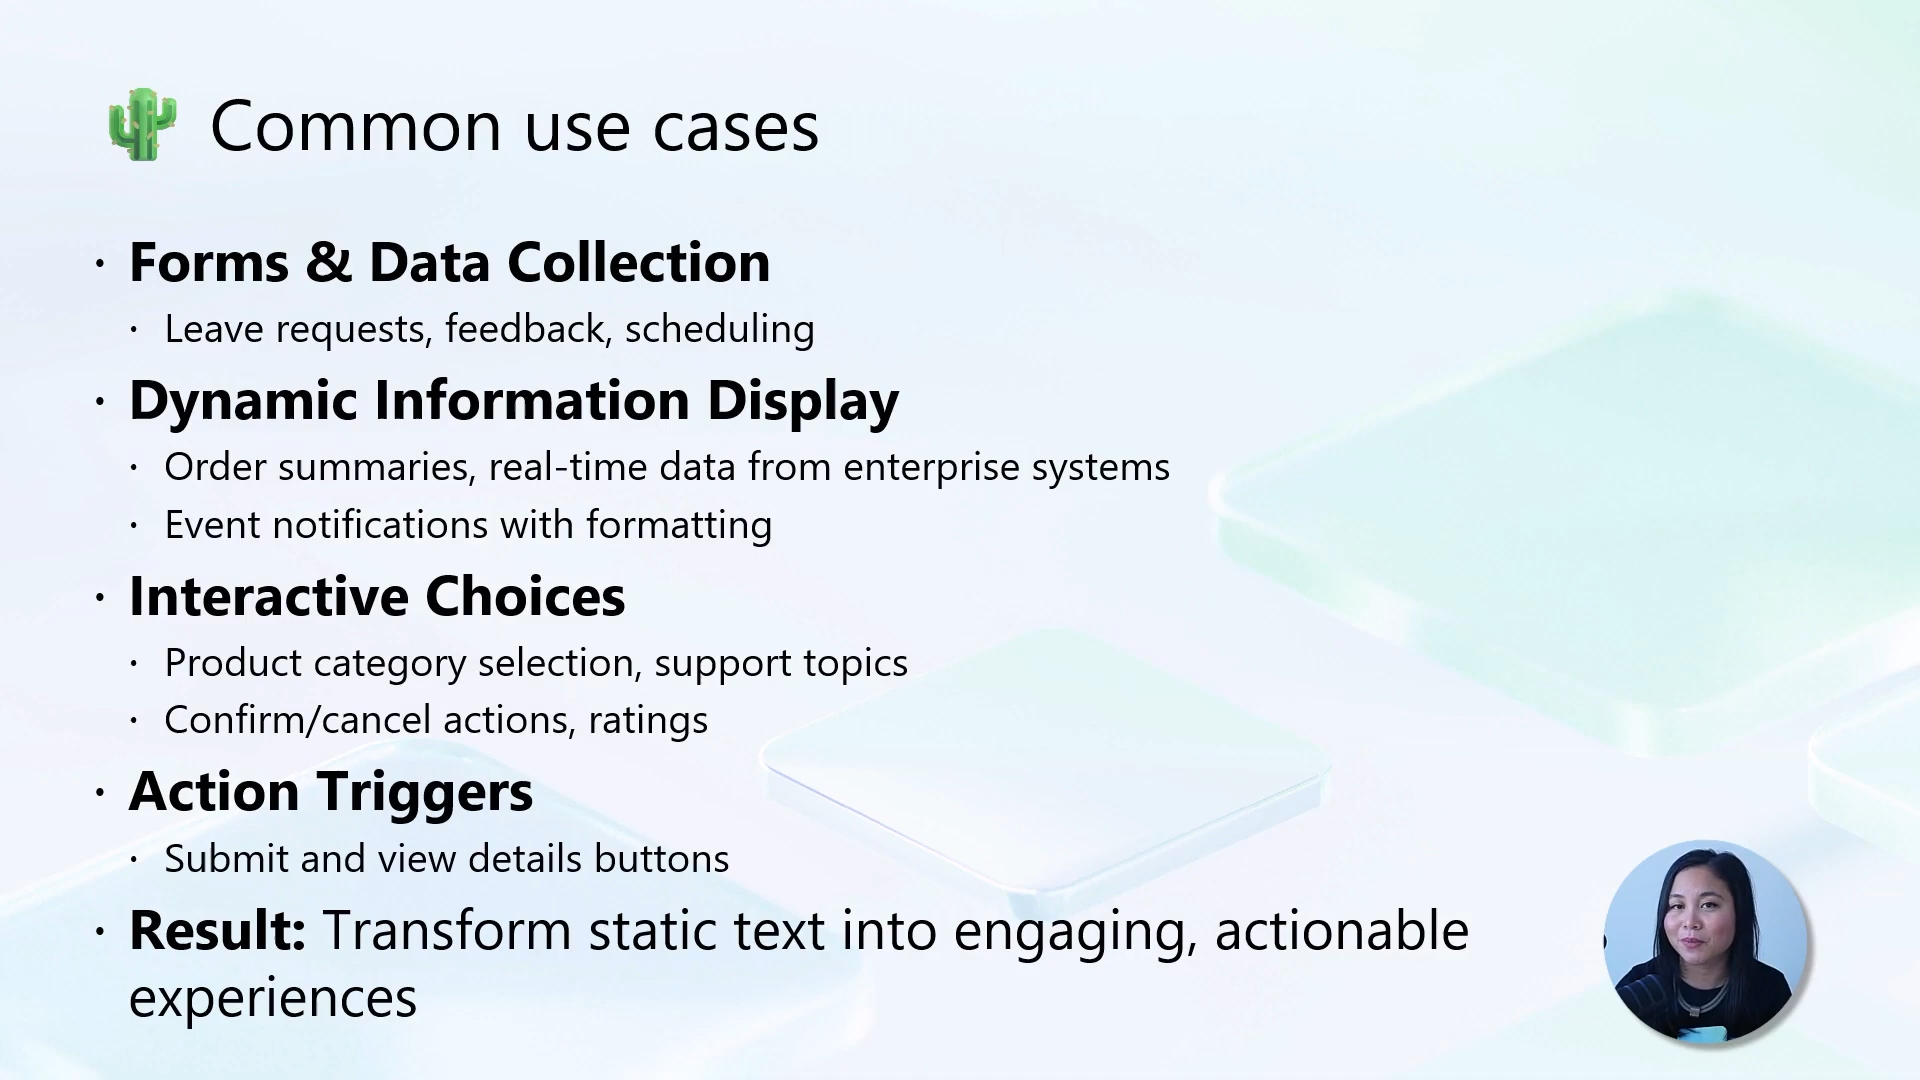 Common use cases
· Forms & Data Collection
· Leave requests, feedback, scheduling
· Dynamic Information Display
· Order summaries, real-time data from enterprise systems
· Event notifications with formatting
· Interactive Choices
· Product category selection, support topics
· Confirm/cancel actions, ratings
· Action Triggers
· Submit and view details buttons
· Result: Transform static text into engaging, actionable
experiences